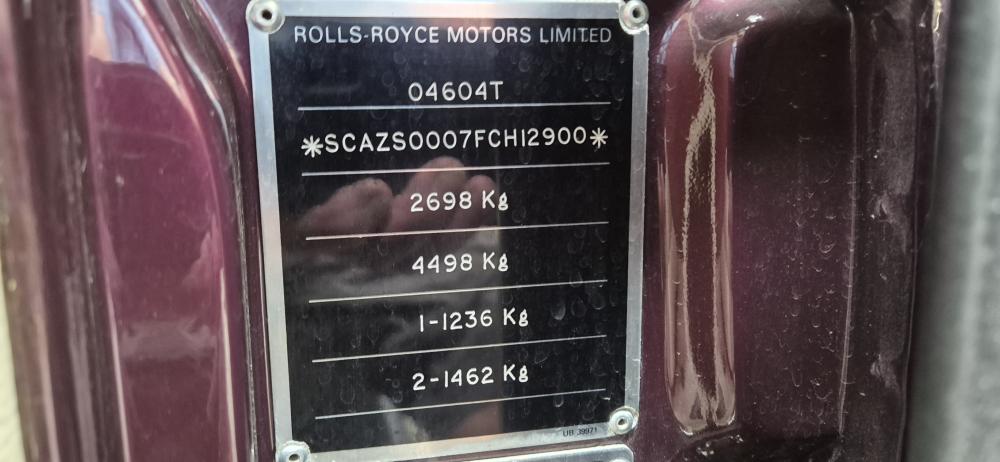 ROLLS-ROYCE MOTORS LIMITED
04604T
*SCAZS0007FCH12900*
2698 Kg
4498 Kg
1-1236 Kg
2-1462 Kg
UB 39971